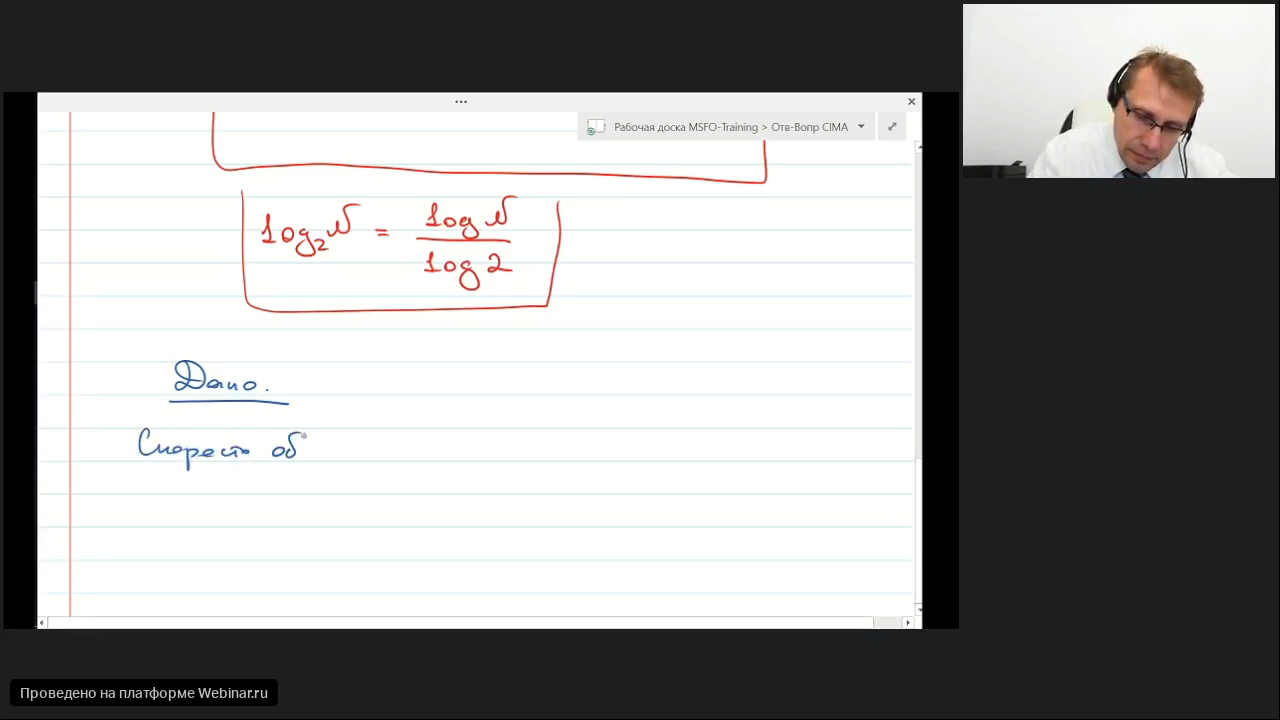 Рабочая доска MSFO-Training > Отв-Вопр CIMA
log₂N = log N / log 2
Дано.
Скорость об
Проведено на платформе Webinar.ru